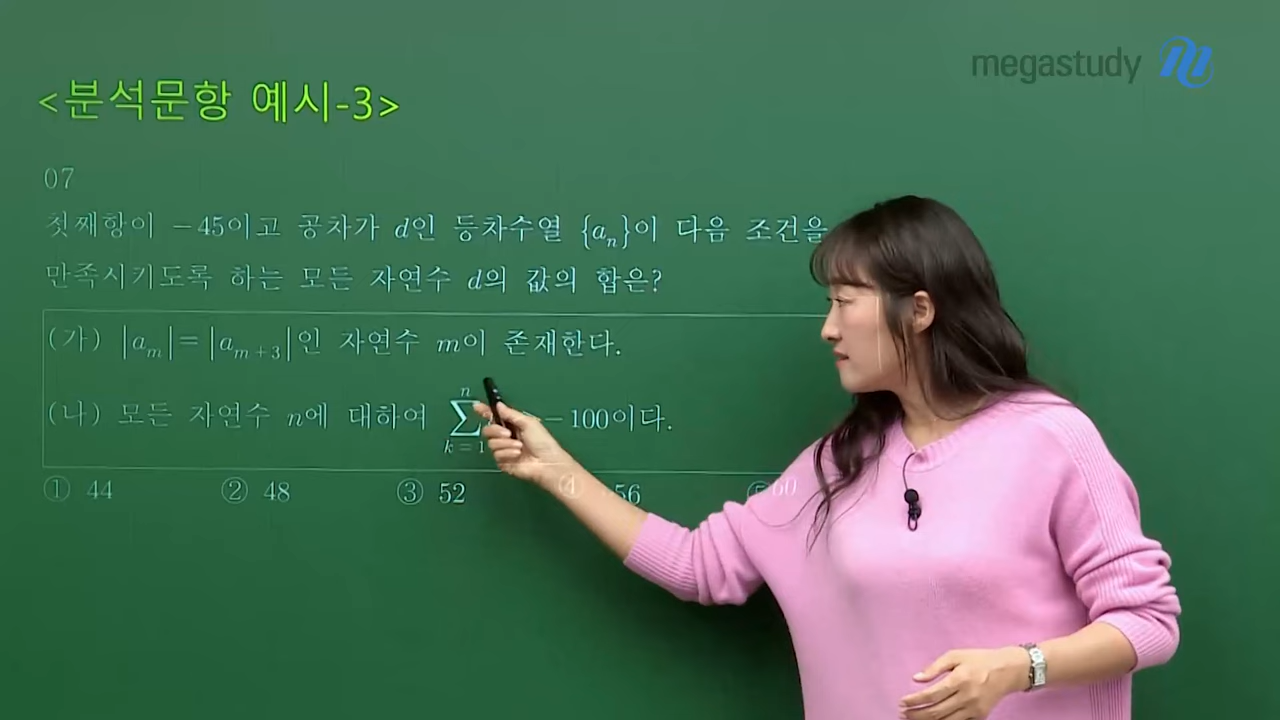 megastudy
<분석문항 예시-3>
07
첫째항이 −45이고 공차가 d인 등차수열 {aₙ}이 다음 조건을
만족시키도록 하는 모든 자연수 d의 값의 합은?
(가) |aₘ|=|aₘ₊₃|인 자연수 m이 존재한다.
(나) 모든 자연수 n에 대하여 n ∑ k=1 −100이다.
① 44 ② 48 ③ 52 ④ 56 ⑤ 60